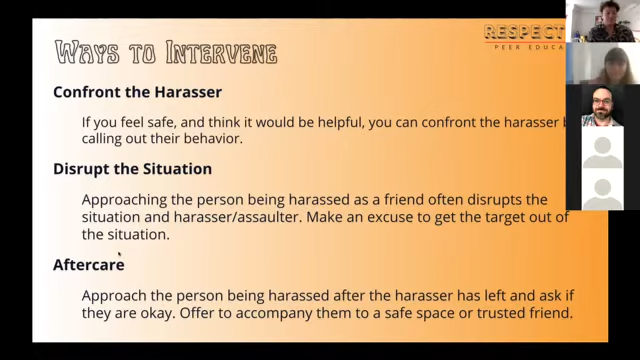 RESPECT
PEER EDUCA
WAYS TO INTERVENE
Confront the Harasser
If you feel safe, and think it would be helpful, you can confront the harasser
calling out their behavior.
Disrupt the Situation
Approaching the person being harassed as a friend often disrupts the
situation and harasser/assaulter. Make an excuse to get the target out of
the situation.
Aftercare
Approach the person being harassed after the harasser has left and ask if
they are okay. Offer to accompany them to a safe space or trusted friend.